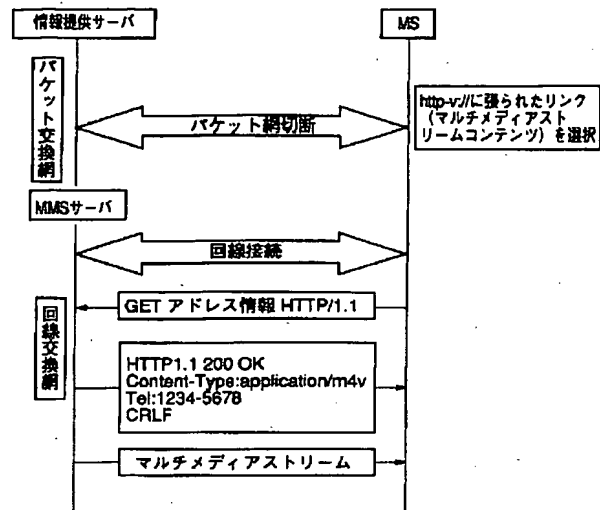 情報提供サーバ
MS
パケット交換網
http-v://に張られたリンク
（マルチメディアスト
リームコンテンツ）を選択
パケット網切断
MMSサーバ
回線接続
回線交換網
GET アドレス情報 HTTP/1.1
HTTP1.1 200 OK
Content-Type:application/m4v
Tel:1234-5678
CRLF
マルチメディアストリーム